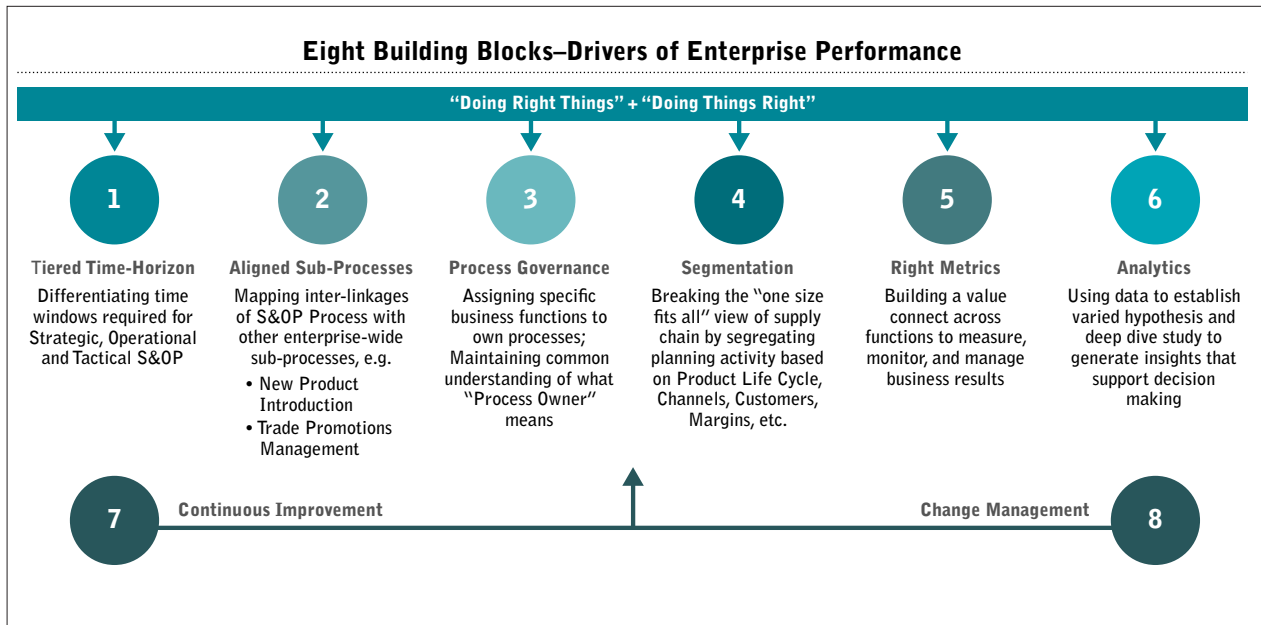 Eight Building Blocks–Drivers of Enterprise Performance
“Doing Right Things” + “Doing Things Right”
1
Tiered Time-Horizon
Differentiating time
windows required for
Strategic, Operational
and Tactical S&OP
2
Aligned Sub-Processes
Mapping inter-linkages
of S&OP Process with
other enterprise-wide
sub-processes, e.g.
• New Product
Introduction
• Trade Promotions
Management
3
Process Governance
Assigning specific
business functions to
own processes;
Maintaining common
understanding of what
“Process Owner”
means
4
Segmentation
Breaking the “one size
fits all” view of supply
chain by segregating
planning activity based
on Product Life Cycle,
Channels, Customers,
Margins, etc.
5
Right Metrics
Building a value
connect across
functions to measure,
monitor, and manage
business results
6
Analytics
Using data to establish
varied hypothesis and
deep dive study to
generate insights that
support decision
making
7
Continuous Improvement
Change Management
8